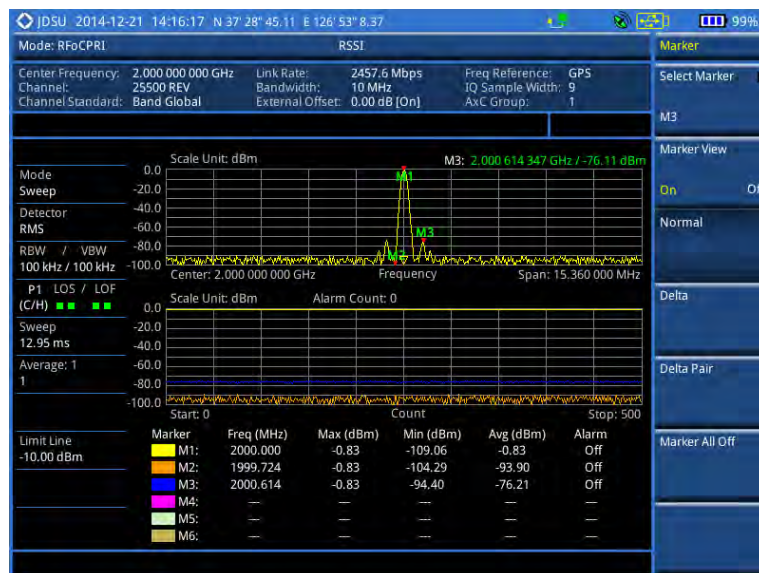 JDSU 2014-12-21 14:16:17 N 37' 28" 45.11 E 126' 53" 8.37 99%
Mode: RFoCPRI RSSI
Center Frequency: 2.000 000 000 GHz Link Rate: 2457.6 Mbps Freq Reference: GPS
Channel: 25500 REV Bandwidth: 10 MHz IQ Sample Width: 9
Channel Standard: Band Global External Offset: 0.00 dB [On] AxC Group: 1
Marker
Select Marker
M3
Marker View
On Of
Normal
Delta
Delta Pair
Marker All Off
Mode
Sweep
Detector
RMS
RBW / VBW
100 kHz / 100 kHz
P1 LOS / LOF
(C/H)
Sweep
12.95 ms
Average: 1
1
Limit Line
-10.00 dBm
Scale Unit: dBm M3: 2.000 614 347 GHz / -76.11 dBm
0.0
-20.0
-40.0
-60.0
-80.0
-100.0
M1
M3
M2
Center: 2.000 000 000 GHz Frequency Span: 15.360 000 MHz
Scale Unit: dBm Alarm Count: 0
0.0
-20.0
-40.0
-60.0
-80.0
-100.0
Start: 0 Count Stop: 500
Marker Freq (MHz) Max (dBm) Min (dBm) Avg (dBm) Alarm
M1: 2000.000 -0.83 -109.06 -0.83 Off
M2: 1999.724 -0.83 -104.29 -93.90 Off
M3: 2000.614 -0.83 -94.40 -76.21 Off
M4: --- --- --- --- ---
M5: --- --- --- --- ---
M6: --- --- --- --- ---